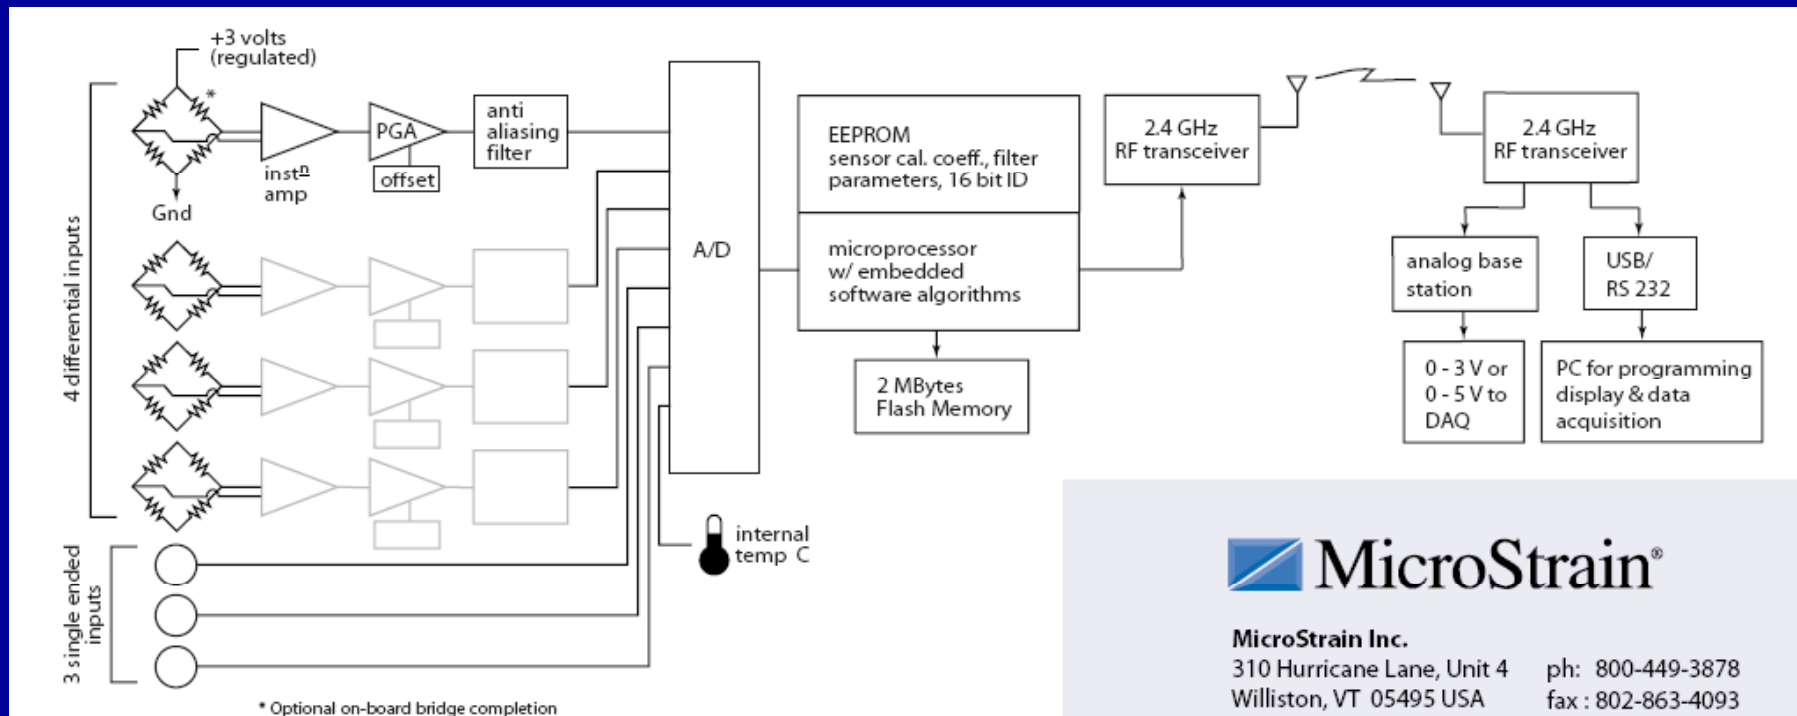 +3 volts
(regulated)
*
4 differential inputs
Gnd
inst<u>n</u>
amp
PGA
offset
anti
aliasing
filter
A/D
EEPROM
sensor cal. coeff., filter
parameters, 16 bit ID
microprocessor
w/ embedded
software algorithms
2 MBytes
Flash Memory
2.4 GHz
RF transceiver
2.4 GHz
RF transceiver
analog base
station
USB/
RS 232
0 - 3 V or
0 - 5 V to
DAQ
PC for programming
display & data
acquisition
internal
temp C
3 single ended
inputs
* Optional on-board bridge completion
MicroStrain®
MicroStrain Inc.
310 Hurricane Lane, Unit 4 ph: 800-449-3878
Williston, VT 05495 USA fax : 802-863-4093